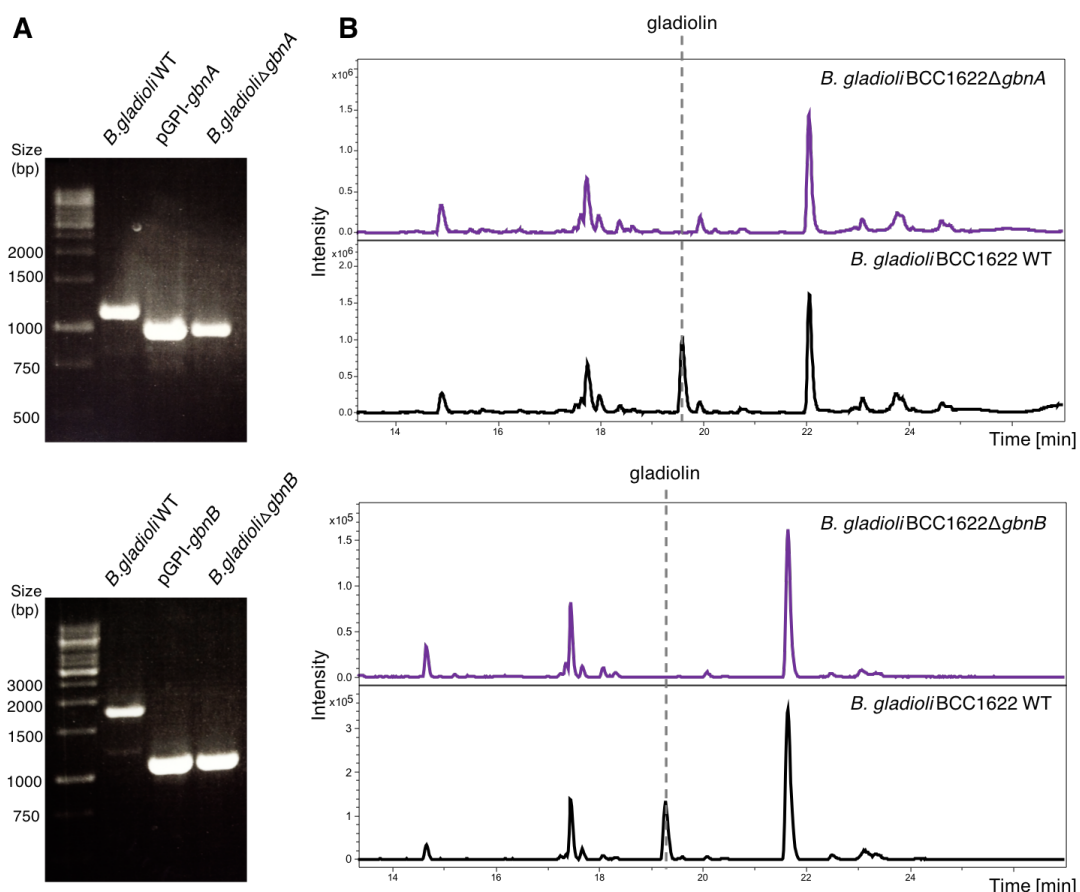 A
B
B.gladioli WT
pGPI-gbnA
B.gladioliΔgbnA
Size
(bp)
2000
1500
1000
750
500
gladiolin
B. gladioli BCC1622ΔgbnA
x10⁶
1.5
1.0
0.5
0.0
Intensity
B. gladioli BCC1622 WT
x10⁶
2.0
1.5
1.0
0.5
0.0
14 16 18 20 22 24
Time [min]
B.gladioli WT
pGPI-gbnB
B.gladioliΔgbnB
Size
(bp)
3000
2000
1500
1000
750
gladiolin
B. gladioli BCC1622ΔgbnB
x10⁵
1.5
1.0
0.5
0.0
Intensity
B. gladioli BCC1622 WT
x10⁵
3
2
1
0
14 16 18 20 22 24
Time [min]